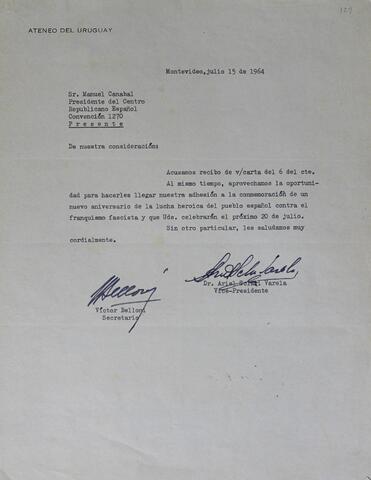 127
ATENEO DEL URUGUAY
Montevideo,julio 15 de 1964
Sr. Manuel Canabal
Presidente del Centro
Republicano Español
Convención 1270
Presente
De nuestra consideración:
Acusamos recibo de v/carta del 6 del cte.
Al mismo tiempo, aprovechamos la oportuni-
dad para hacerles llegar nuestra adhesión a la conmemoración de un
nuevo aniversario de la lucha heroica del pueblo español contra el
franquismo fascista y que Uds. celebrarán el próximo 20 de julio.
Sin otro particular, les saludamos muy
cordialmente.
VBelloni
Víctor Belloni
Secretario
Dr. Ariel Varela
Vice-Presidente